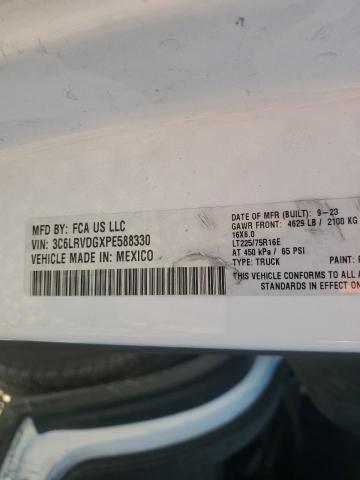 MFD BY: FCA US LLC
VIN: 3C6LRVDGXPE588330
VEHICLE MADE IN: MEXICO
DATE OF MFR (BUILT): 9-23
GAWR FRONT: 4629 LB / 2100 KG
16X6.0
LT225/75R16E
AT 450 kPa / 65 PSI
TYPE: TRUCK
PAINT:
THIS VEHICLE CONFORMS TO ALL
STANDARDS IN EFFECT ON